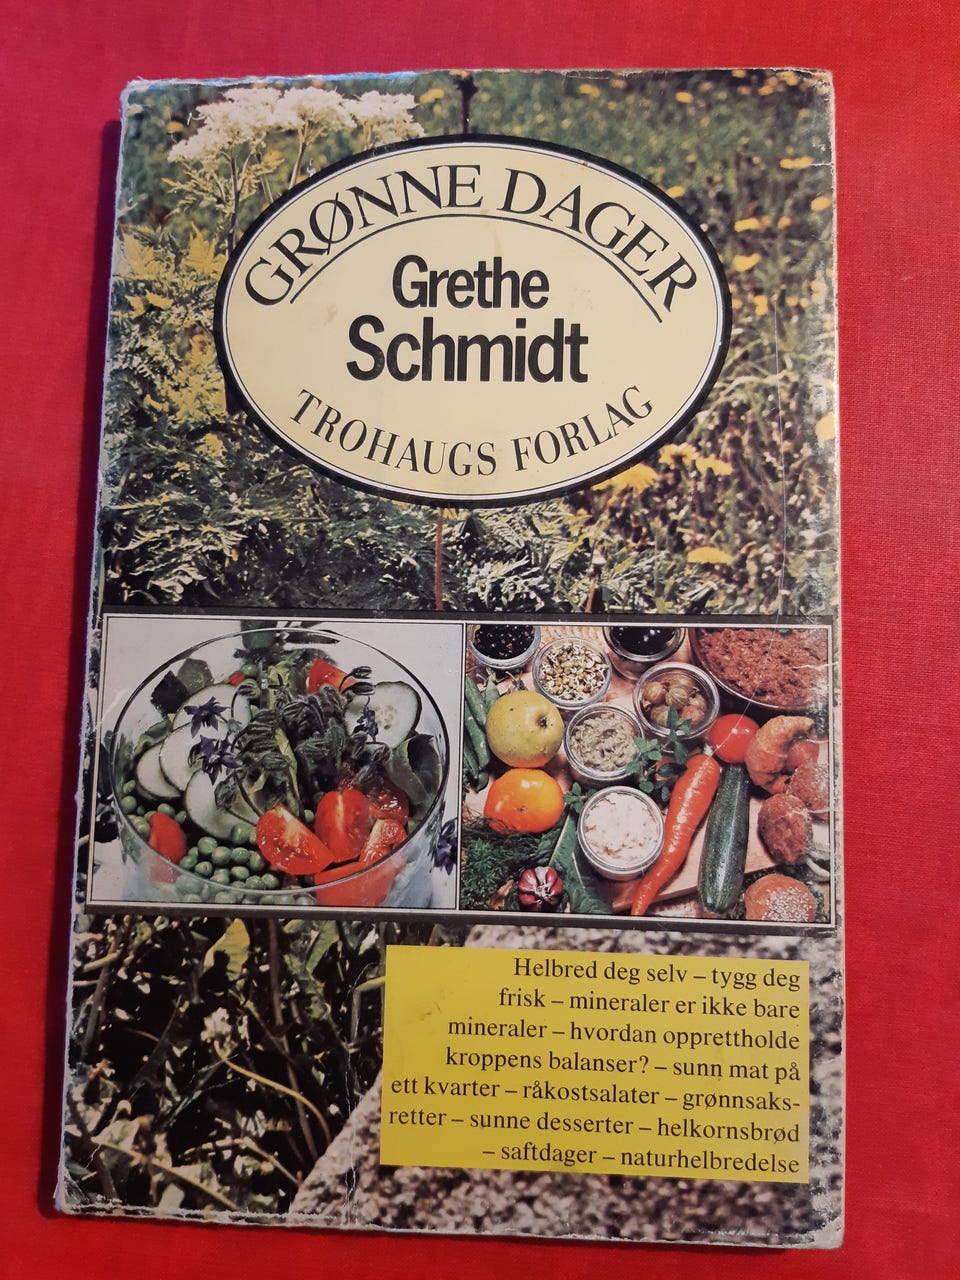 GRØNNE DAGER
Grethe
Schmidt
TROHAUGS FORLAG
Helbred deg selv – tygg deg
frisk – mineraler er ikke bare
mineraler – hvordan opprettholde
kroppens balanser? – sunn mat på
ett kvarter – råkostsalater – grønnsaks-
retter – sunne desserter – helkornsbrød
– saftdager – naturhelbredelse